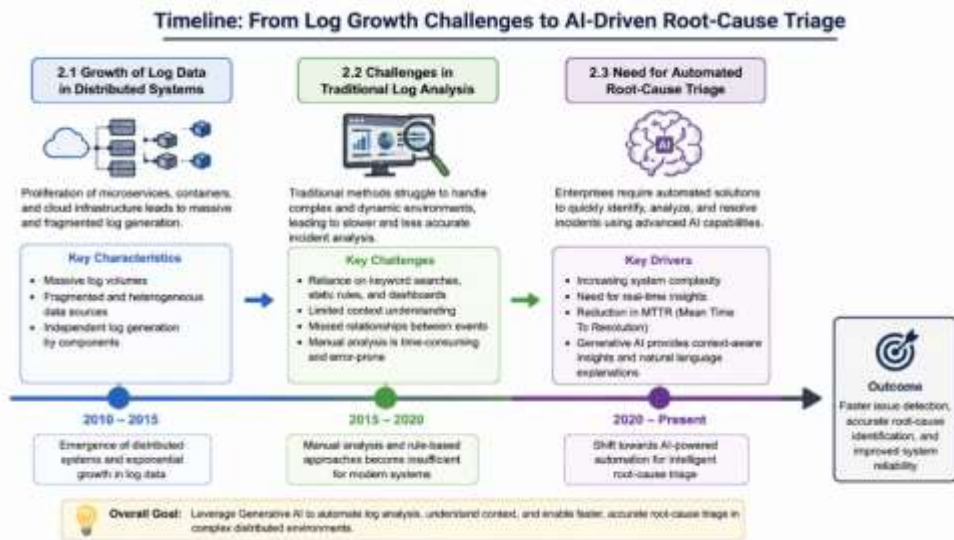 Timeline: From Log Growth Challenges to AI-Driven Root-Cause Triage
2.1 Growth of Log Data
in Distributed Systems
Proliferation of microservices, containers,
and cloud infrastructure leads to massive
and fragmented log generation.
Key Characteristics
• Massive log volumes
• Fragmented and heterogeneous
data sources
• Independent log generation
by components
2010 – 2015
Emergence of distributed
systems and exponential
growth in log data
2.2 Challenges in
Traditional Log Analysis
Traditional methods struggle to handle
complex and dynamic environments,
leading to slower and less accurate
incident analysis.
Key Challenges
• Reliance on keyword searches,
static rules, and dashboards
• Limited context understanding
• Missed relationships between events
• Manual analysis is time-consuming
and error-prone
2015 – 2020
Manual analysis and rule-based
approaches become insufficient
for modern systems
2.3 Need for Automated
Root-Cause Triage
AI
Enterprises require automated solutions
to quickly identify, analyze, and resolve
incidents using advanced AI capabilities.
Key Drivers
• Increasing system complexity
• Need for real-time insights
• Reduction in MTTR (Mean Time
To Resolution)
• Generative AI provides context-aware
insights and natural language
explanations
2020 – Present
Shift towards AI-powered
automation for intelligent
root-cause triage
Outcome
Faster issue detection,
accurate root-cause
identification, and
improved system
reliability
Overall Goal: Leverage Generative AI to automate log analysis, understand context, and enable faster, accurate root-cause triage in
complex distributed environments.